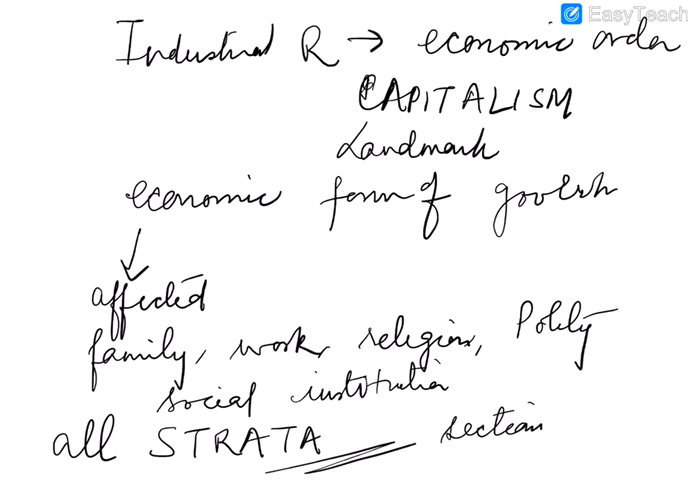 EasyTeach
Industrial R → economic order
CAPITALISM
Landmark
economic form of
↓
affected
family, work, religion, Polity
social institution
all STRATA section